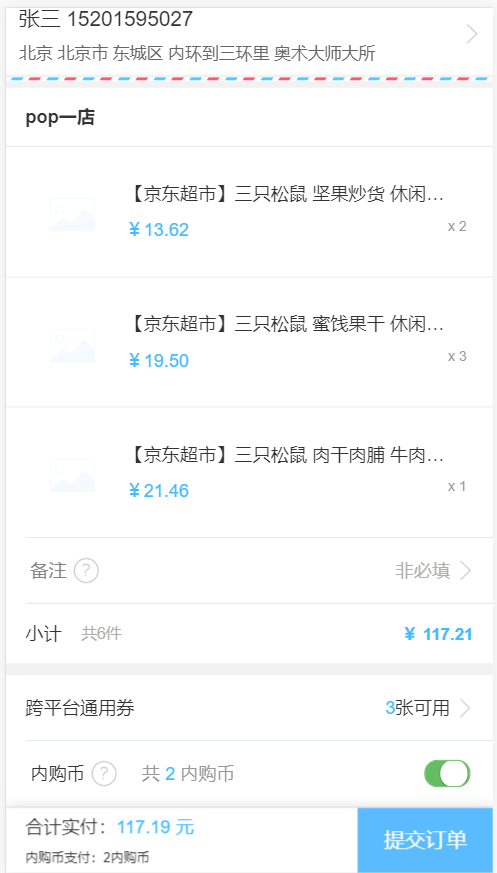 张三 15201595027
北京 北京市 东城区 内环到三环里 奥术大师大所
pop一店
【京东超市】三只松鼠 坚果炒货 休闲…
¥ 13.62
x 2
【京东超市】三只松鼠 蜜饯果干 休闲…
¥ 19.50
x 3
【京东超市】三只松鼠 肉干肉脯 牛肉…
¥ 21.46
x 1
备注 ? 非必填
小计 共6件 ¥ 117.21
跨平台通用券 3张可用
内购币 ? 共 2 内购币
合计实付：117.19 元
内购币支付：2内购币
提交订单